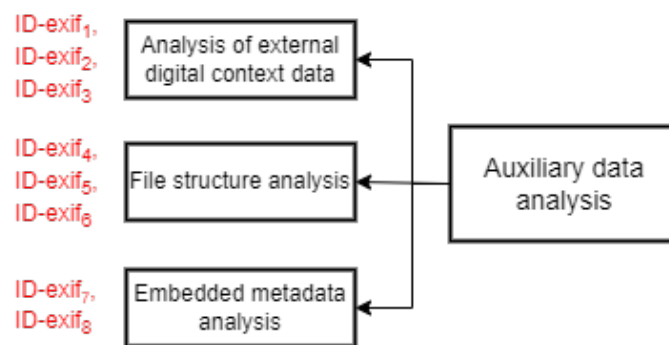 ID-exif₁,
ID-exif₂,
ID-exif₃
Analysis of external
digital context data
ID-exif₄,
ID-exif₅,
ID-exif₆
File structure analysis
Auxiliary data
analysis
ID-exif₇,
ID-exif₈
Embedded metadata
analysis